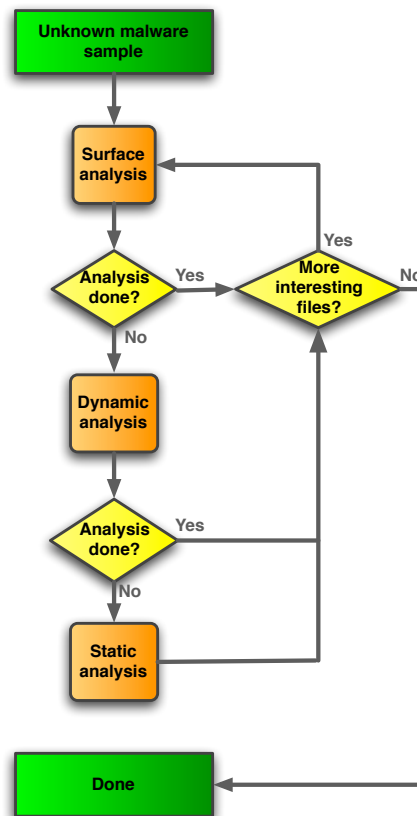 Unknown malware
sample
Surface
analysis
Yes
More
interesting
files?
No
Analysis
done?
Yes
No
Dynamic
analysis
Analysis
done?
Yes
No
Static
analysis
Done